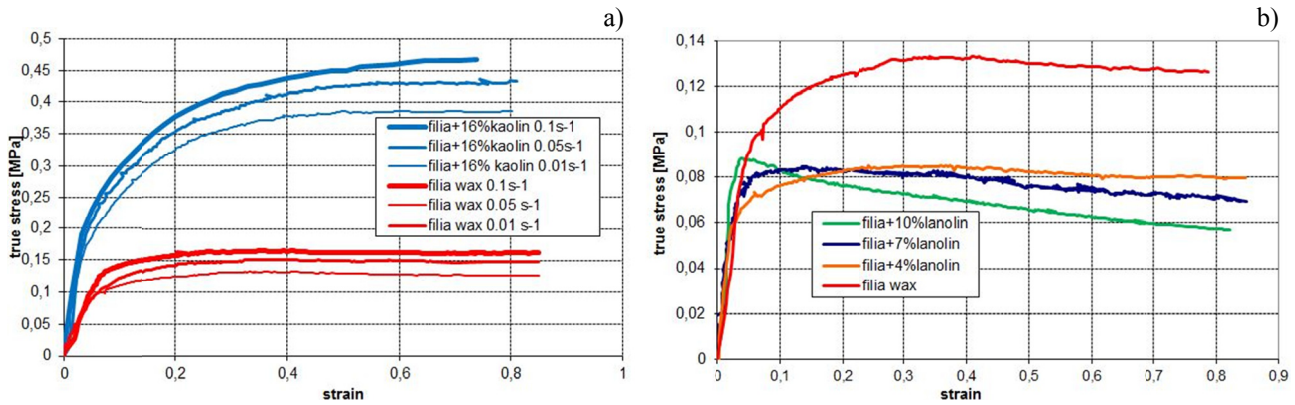 a)
0,5
0,45
0,4
0,35
0,3
0,25
0,2
0,15
0,1
0,05
0
true stress [MPa]
filia+16%kaolin 0.1s-1
filia+16%kaolin 0.05s-1
filia+16% kaolin 0.01s-1
filia wax 0.1s-1
filia wax 0.05 s-1
filia wax 0.01 s-1
0 0,2 0,4 0,6 0,8 1
strain
b)
0,14
0,12
0,1
0,08
0,06
0,04
0,02
0
true stress [MPa]
filia+10%lanolin
filia+7%lanolin
filia+4%lanolin
filia wax
0 0,1 0,2 0,3 0,4 0,5 0,6 0,7 0,8 0,9
strain